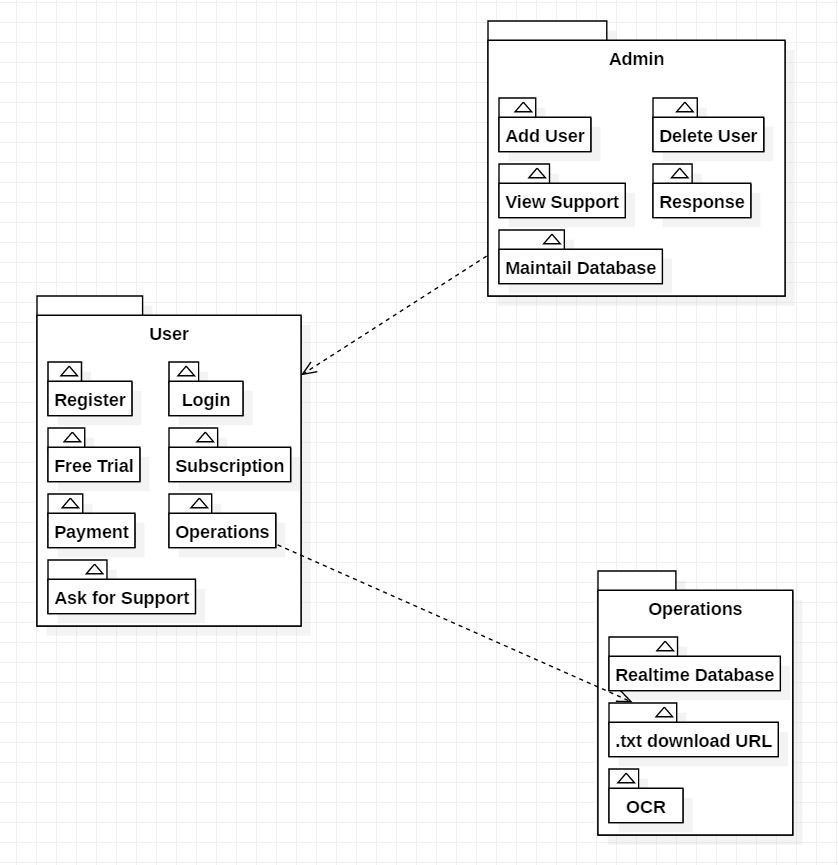 Admin
Add User
Delete User
View Support
Response
Maintail Database
User
Register
Login
Free Trial
Subscription
Payment
Operations
Ask for Support
Operations
Realtime Database
.txt download URL
OCR